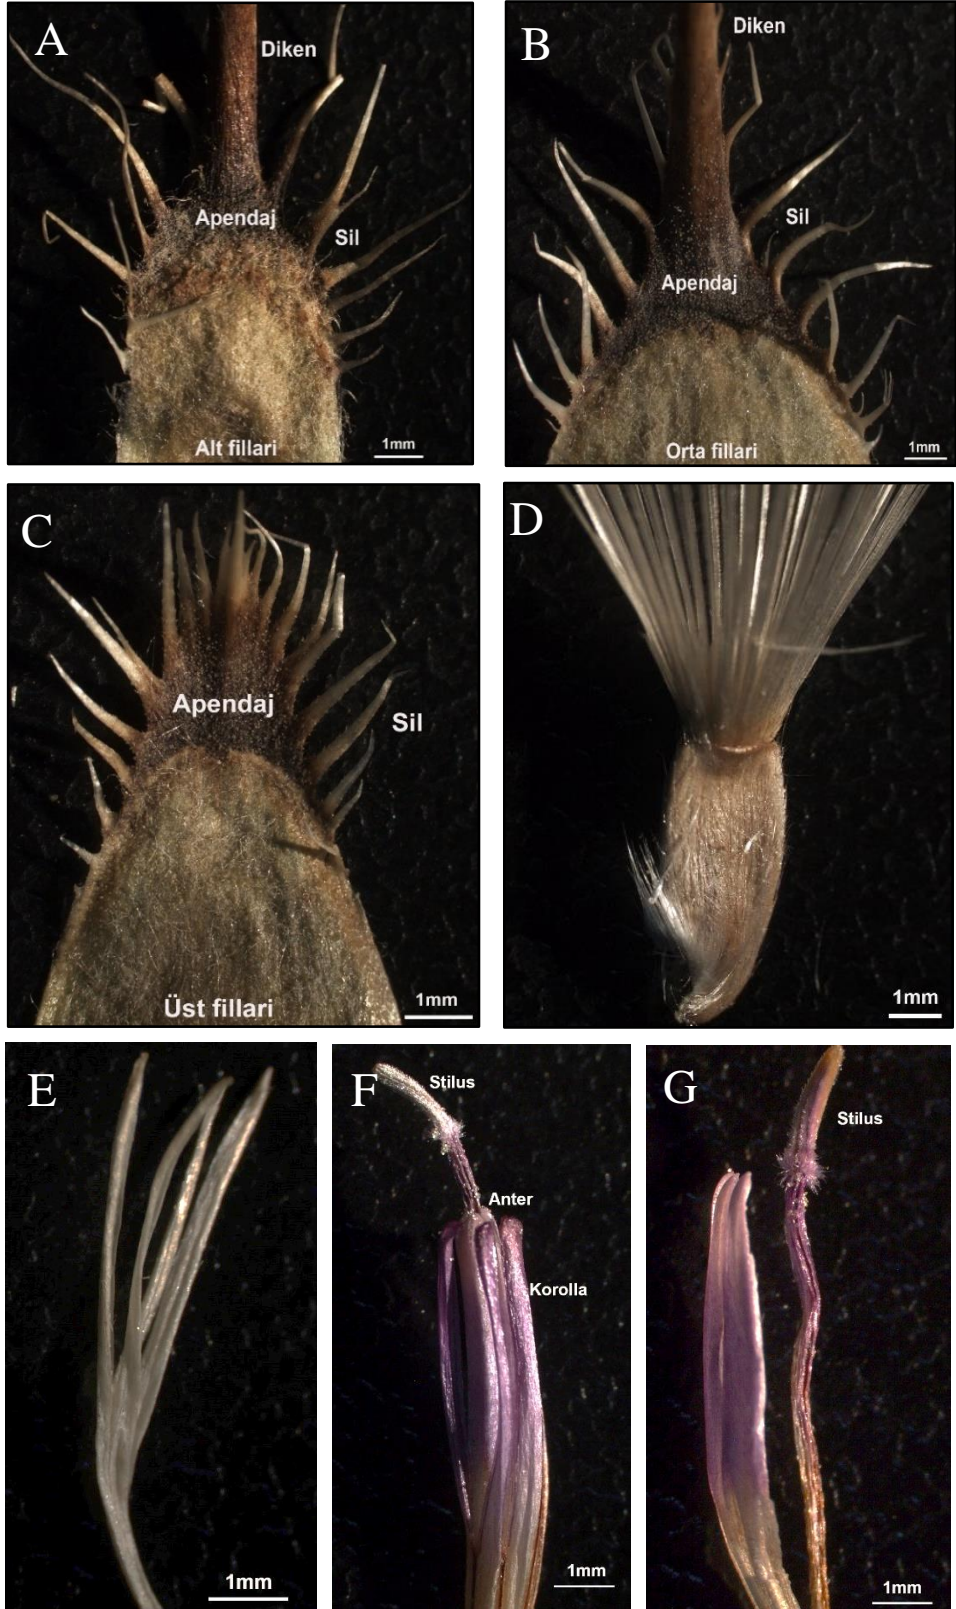 A
Diken
Apendaj
Sil
Alt fillari
1mm
B
Diken
Sil
Apendaj
Orta fillari
1mm
C
Apendaj
Sil
Üst fillari
1mm
D
1mm
E
1mm
F
Stilus
Anter
Korolla
1mm
G
Stilus
1mm